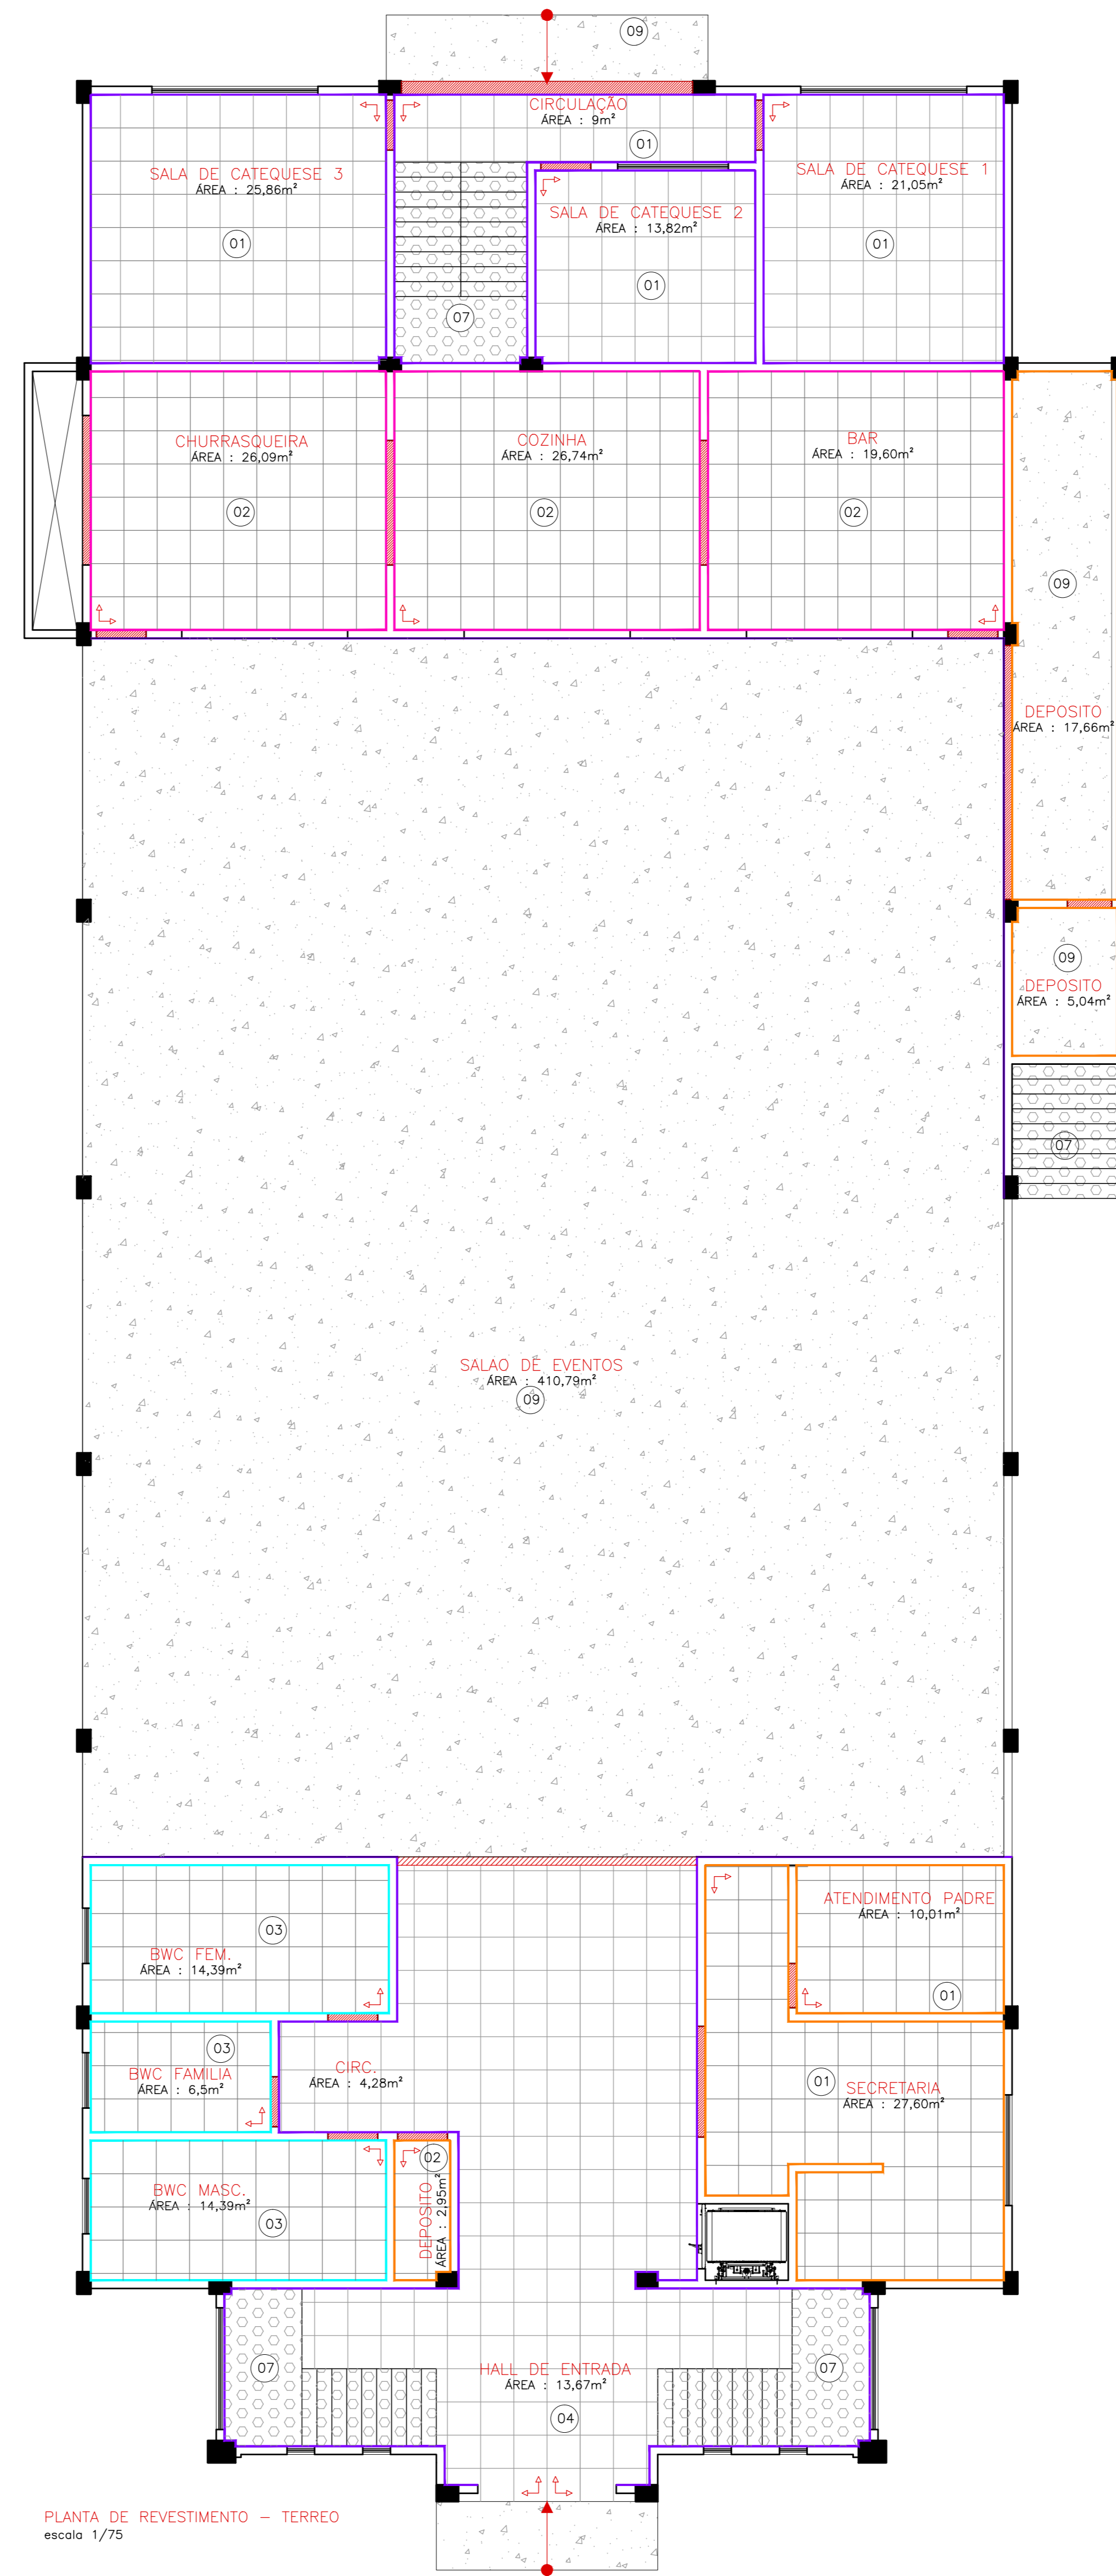 09
CIRCULAÇÃO
ÁREA : 9m²
01
SALA DE CATEQUESE 3
ÁREA : 25,86m²
01
SALA DE CATEQUESE 2
ÁREA : 13,82m²
01
SALA DE CATEQUESE 1
ÁREA : 21,05m²
01
07
CHURRASQUEIRA
ÁREA : 26,09m²
02
COZINHA
ÁREA : 26,74m²
02
BAR
ÁREA : 19,60m²
02
09
DEPOSITO
ÁREA : 17,66m²
09
DEPOSITO
ÁREA : 5,04m²
07
SALAO DE EVENTOS
ÁREA : 410,79m²
09
03
BWC FEM.
ÁREA : 14,39m²
ATENDIMENTO PADRE
ÁREA : 10,01m²
01
03
BWC FAMILIA
ÁREA : 6,5m²
CIRC.
ÁREA : 4,28m²
01
SECRETARIA
ÁREA : 27,60m²
BWC MASC.
ÁREA : 14,39m²
03
02
DEPOSITO
ÁREA : 2,95m²
07
HALL DE ENTRADA
ÁREA : 13,67m²
04
07
PLANTA DE REVESTIMENTO – TERREO
escala 1/75